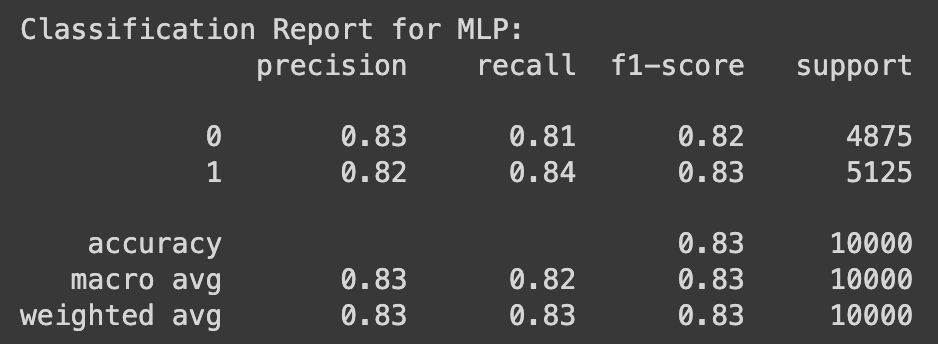 Classification Report for MLP:
              precision    recall  f1-score   support

           0       0.83      0.81      0.82      4875
           1       0.82      0.84      0.83      5125

    accuracy                           0.83     10000
   macro avg       0.83      0.82      0.83     10000
weighted avg       0.83      0.83      0.83     10000